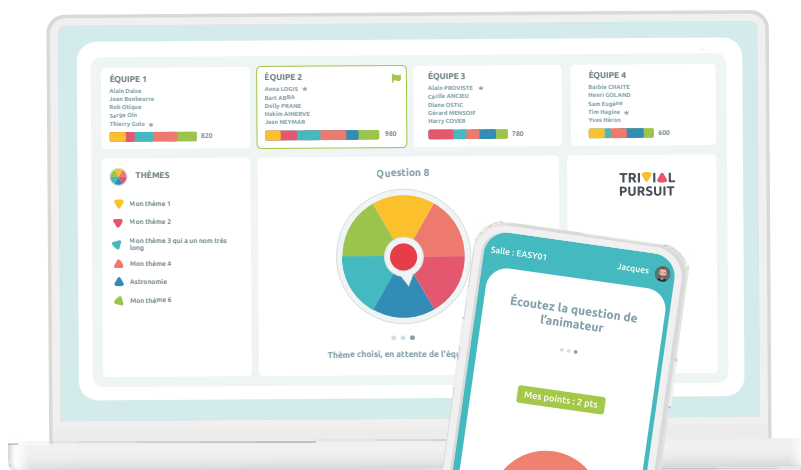 ÉQUIPE 1
Alain Daise
Jean Bonbeurre
Rob Otique
Serge Oin
Thierry Golo
820
ÉQUIPE 2
Anna LOGIS
Bart ABBA
Dolly PRANE
Hakim AINERVE
Jean NEYMAR
980
ÉQUIPE 3
Alain PROVISTE
Cécile ANCIEU
Diane OSTIC
Gérard MENSOIF
Harry COVER
780
ÉQUIPE 4
Barbie CHAITE
Henri GOLAND
Sam Eugène
Tim Hagine
Yves Héron
600
THÈMES
Mon thème 1
Mon thème 2
Mon thème 3 qui a un nom très
long
Mon thème 4
Astronomie
Mon thème 6
Question 8
Thème choisi, en attente de l'équ
TRIVIAL
PURSUIT
Salle : EASY01
Jacques
Écoutez la question de
l'animateur
Mes points : 2 pts